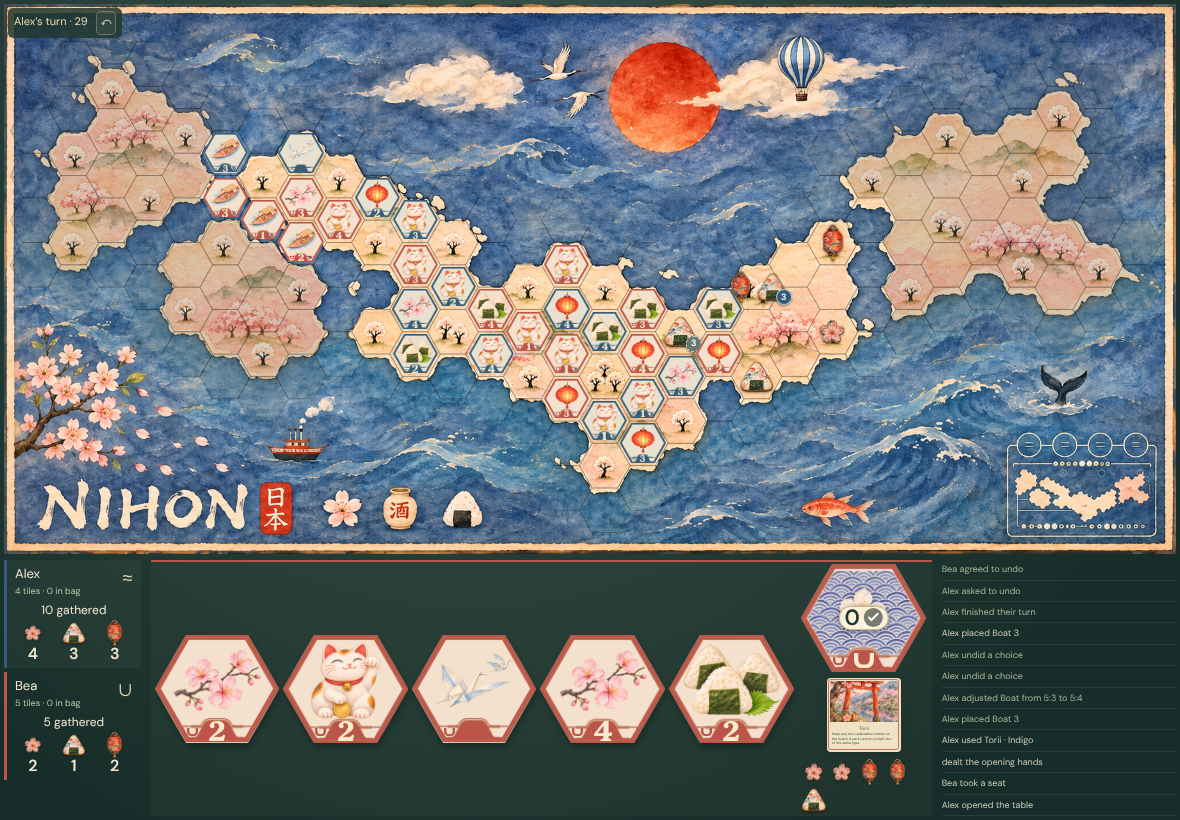 Alex's turn · 29
NIHON
日本
酒
Alex
4 tiles · 0 in bag
10 gathered
4 3 3
Bea
5 tiles · 0 in bag
5 gathered
2 1 2
2
2
4
2
0
Torii
Bea agreed to undo
Alex asked to undo
Alex finished their turn
Alex placed Boat 3
Alex undid a choice
Alex undid a choice
Alex adjusted Boat from 5:3 to 5:4
Alex placed Boat 3
Alex used Torii · Indigo
dealt the opening hands
Bea took a seat
Alex opened the table